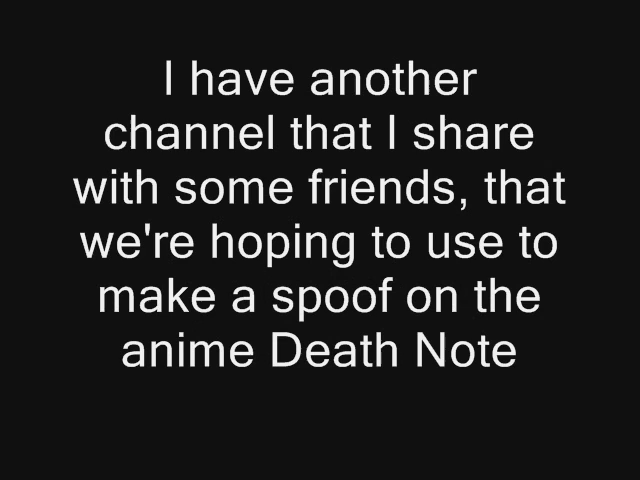 I have another
channel that I share
with some friends, that
we're hoping to use to
make a spoof on the
anime Death Note